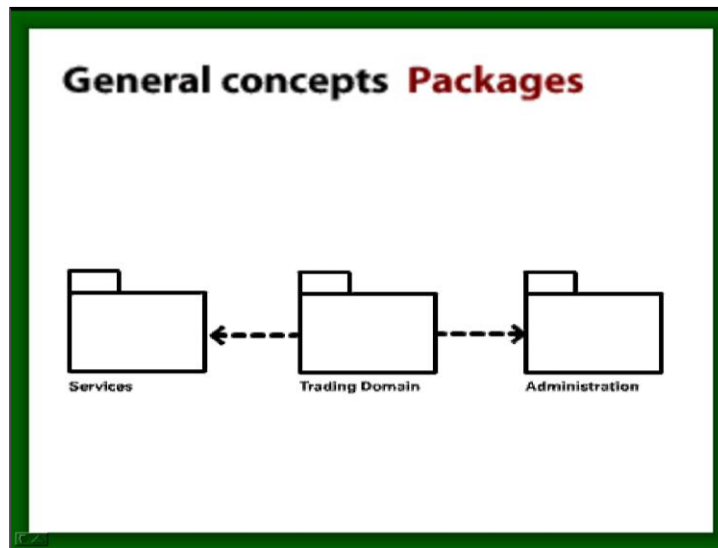 General concepts Packages
Services
Trading Domain
Administration